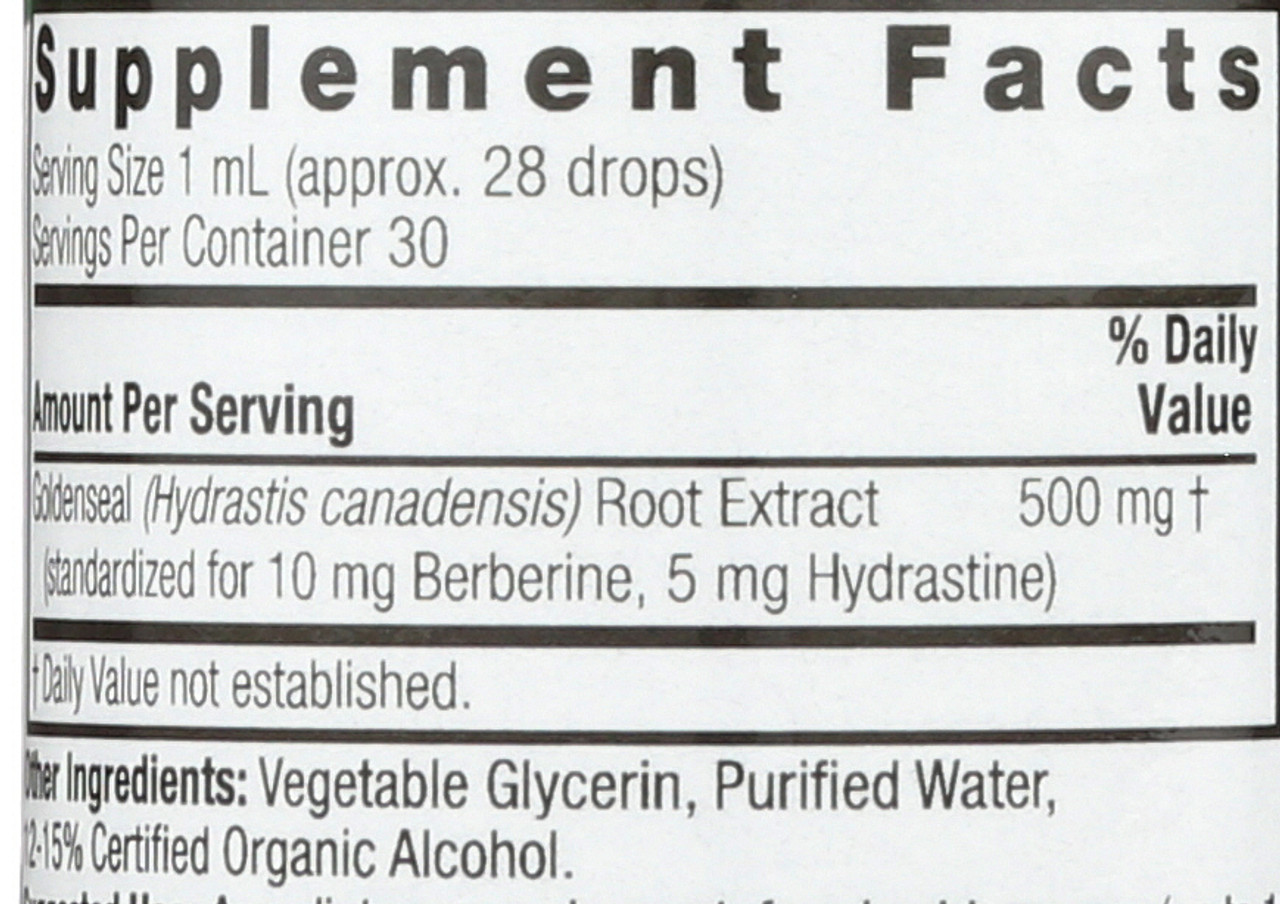 Supplement Facts
Serving Size 1 mL (approx. 28 drops)
Servings Per Container 30
% Daily
Amount Per Serving Value
Goldenseal (Hydrastis canadensis) Root Extract 500 mg †
(standardized for 10 mg Berberine, 5 mg Hydrastine)
† Daily Value not established.
Other Ingredients: Vegetable Glycerin, Purified Water,
12-15% Certified Organic Alcohol.